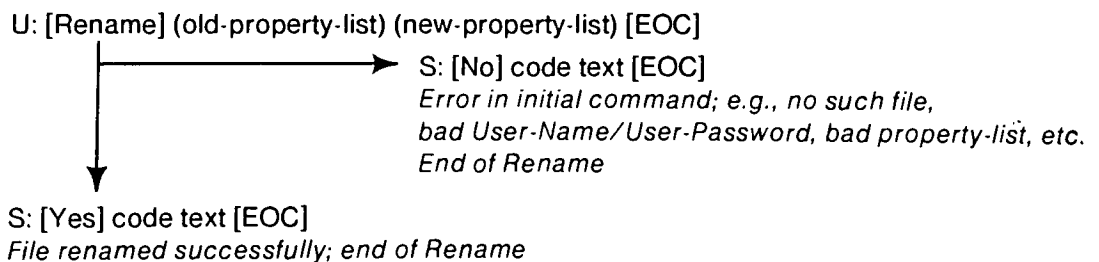 U: [Rename] (old-property-list) (new-property-list) [EOC]
S: [No] code text [EOC]
Error in initial command; e.g., no such file,
bad User-Name/User-Password, bad property-list, etc.
End of Rename
S: [Yes] code text [EOC]
File renamed successfully; end of Rename